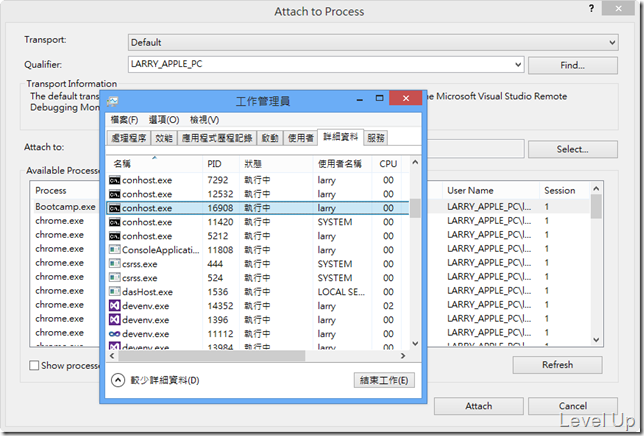 Attach to Process
?
Transport:
Default
Qualifier:
LARRY_APPLE_PC
Find...
Transport Information
The default trans
e Microsoft Visual Studio Remote
Debugging Mon
Attach to:
Select...
Available Processe
Process User Name Session
Bootcamp.exe LARRY_APPLE_PC\l... 1
chrome.exe LARRY_APPLE_PC\l... 1
chrome.exe LARRY_APPLE_PC\l... 1
chrome.exe LARRY_APPLE_PC\l... 1
chrome.exe LARRY_APPLE_PC\l... 1
chrome.exe LARRY_APPLE_PC\l... 1
chrome.exe LARRY_APPLE_PC\l... 1
chrome.exe LARRY_APPLE_PC\l... 1
chrome.exe LARRY_APPLE_PC\l... 1
chrome.exe LARRY_APPLE_PC\l... 1
Show processe
Refresh
Attach
Cancel
工作管理員
檔案(F) 選項(O) 檢視(V)
處理程序 效能 應用程式歷程記錄 啟動 使用者 詳細資料 服務
名稱 PID 狀態 使用者名稱 CPU
conhost.exe 7292 執行中 larry 00
conhost.exe 12532 執行中 larry 00
conhost.exe 16908 執行中 larry 00
conhost.exe 11420 執行中 SYSTEM 00
conhost.exe 5212 執行中 larry 00
ConsoleApplicati... 11808 執行中 larry 00
csrss.exe 444 執行中 SYSTEM 00
csrss.exe 524 執行中 SYSTEM 00
dasHost.exe 1536 執行中 LOCAL SE... 00
devenv.exe 14352 執行中 larry 02
devenv.exe 1396 執行中 larry 00
devenv.exe 11112 執行中 larry 00
devenv.exe 13984 執行中 larry 00
較少詳細資料(D)
結束工作(E)
Level Up